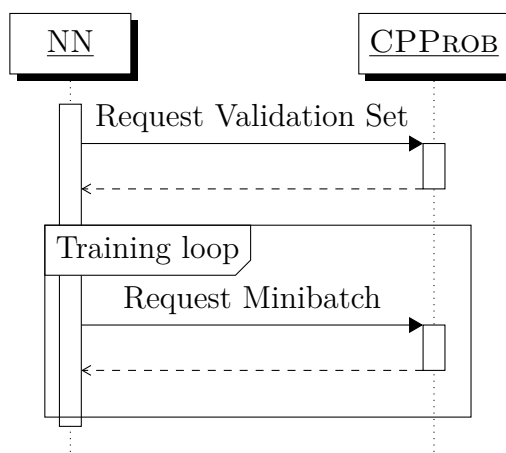 NN
CPPROB
Request Validation Set
Training loop
Request Minibatch